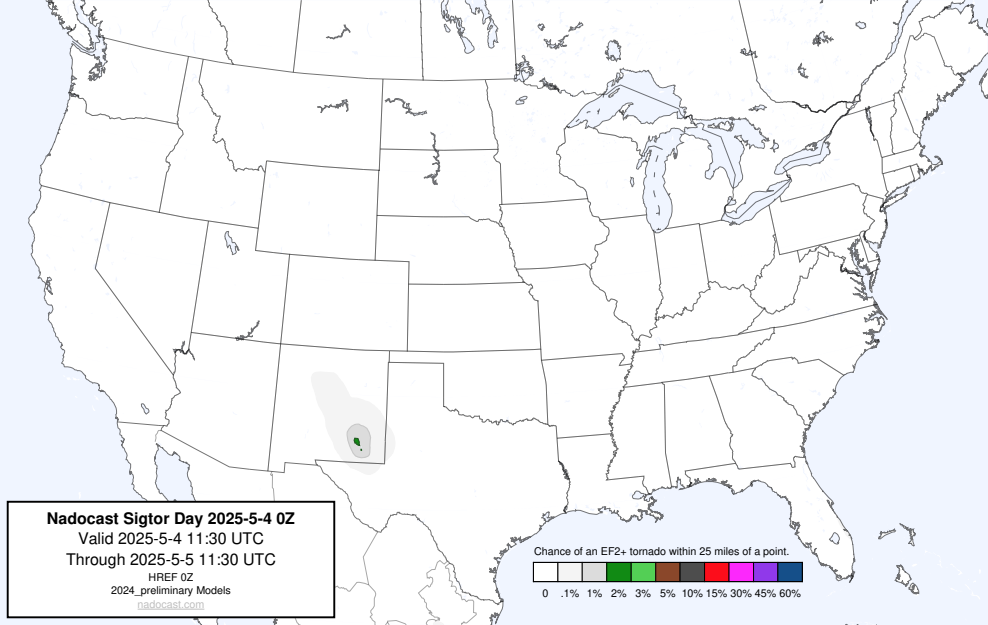 Nadocast Sigtor Day 2025-5-4 0Z
Valid 2025-5-4 11:30 UTC
Through 2025-5-5 11:30 UTC
HREF 0Z
2024_preliminary Models
nadocast.com
Chance of an EF2+ tornado within 25 miles of a point.
0 .1% 1% 2% 3% 5% 10% 15% 30% 45% 60%